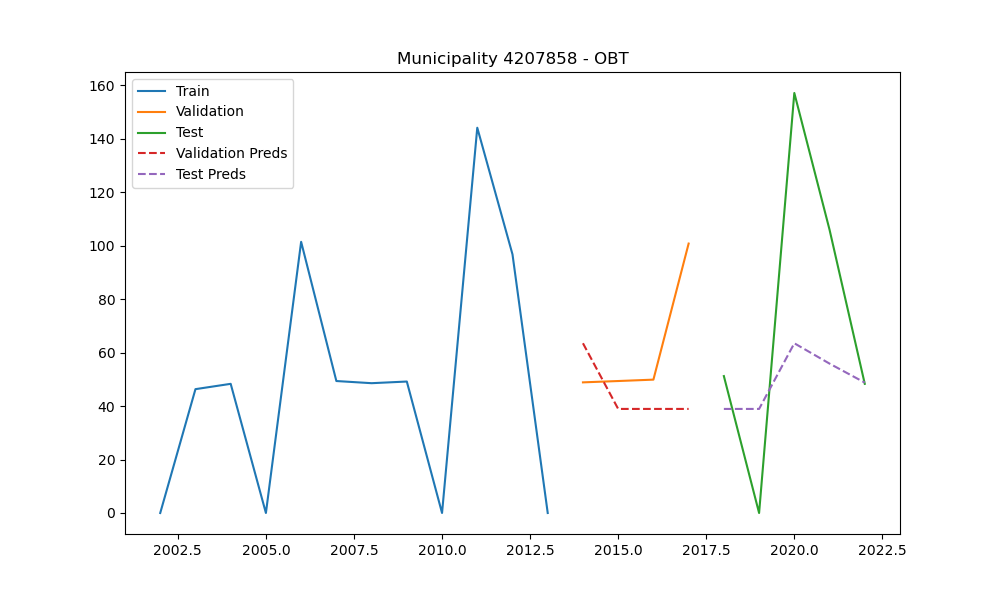 Municipality 4207858 - OBT
Train
Validation
Test
Validation Preds
Test Preds
160
140
120
100
80
60
40
20
0
2002.5 2005.0 2007.5 2010.0 2012.5 2015.0 2017.5 2020.0 2022.5